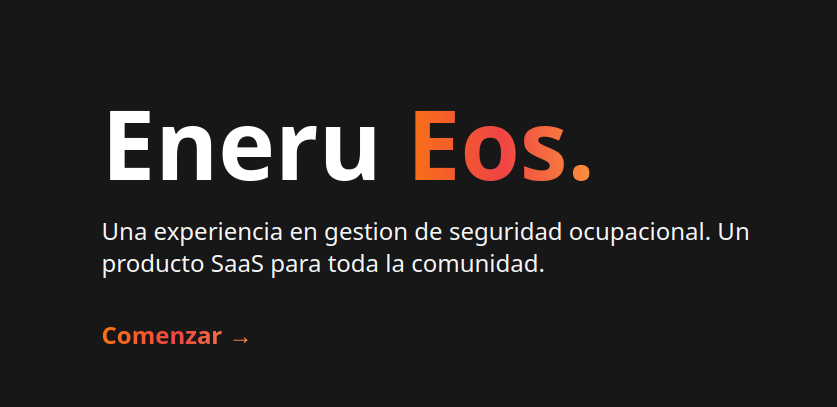 Eneru Eos.
Una experiencia en gestion de seguridad ocupacional. Un
producto SaaS para toda la comunidad.
Comenzar →